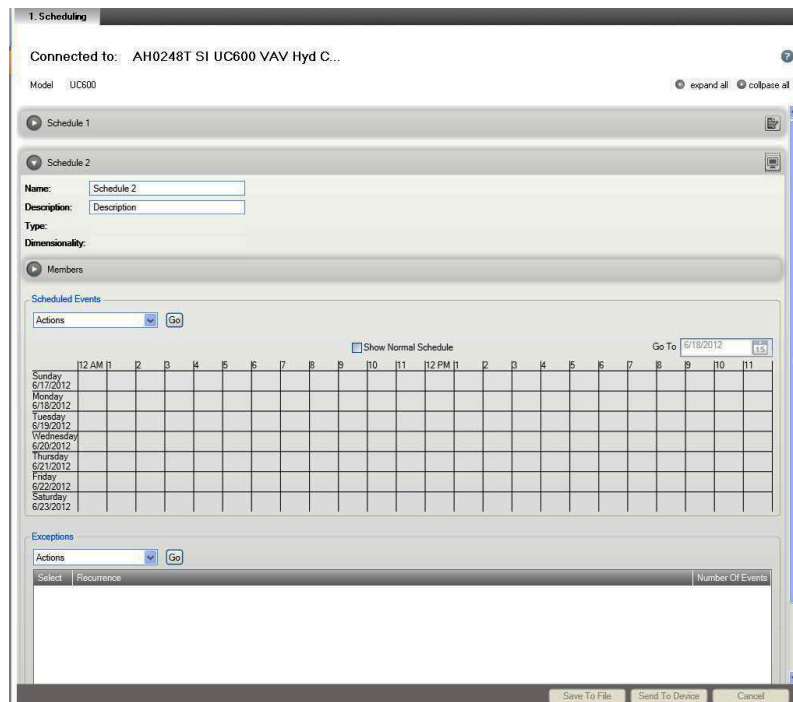 1. Scheduling
Connected to: AH0248T SI UC600 VAV Hyd C...
Model UC600
expand all collpase all
Schedule 1
Schedule 2
Name: Schedule 2
Description: Description
Type:
Dimensionality:
Members
Scheduled Events
Actions Go
Show Normal Schedule Go To 6/18/2012 15
12 AM 1 2 3 4 5 6 7 8 9 10 11 12 PM 1 2 3 4 5 6 7 8 9 10 11
Sunday
6/17/2012
Monday
6/18/2012
Tuesday
6/19/2012
Wednesday
6/20/2012
Thursday
6/21/2012
Friday
6/22/2012
Saturday
6/23/2012
Exceptions
Actions Go
Select Recurrence Number Of Events
Save To File Send To Device Cancel